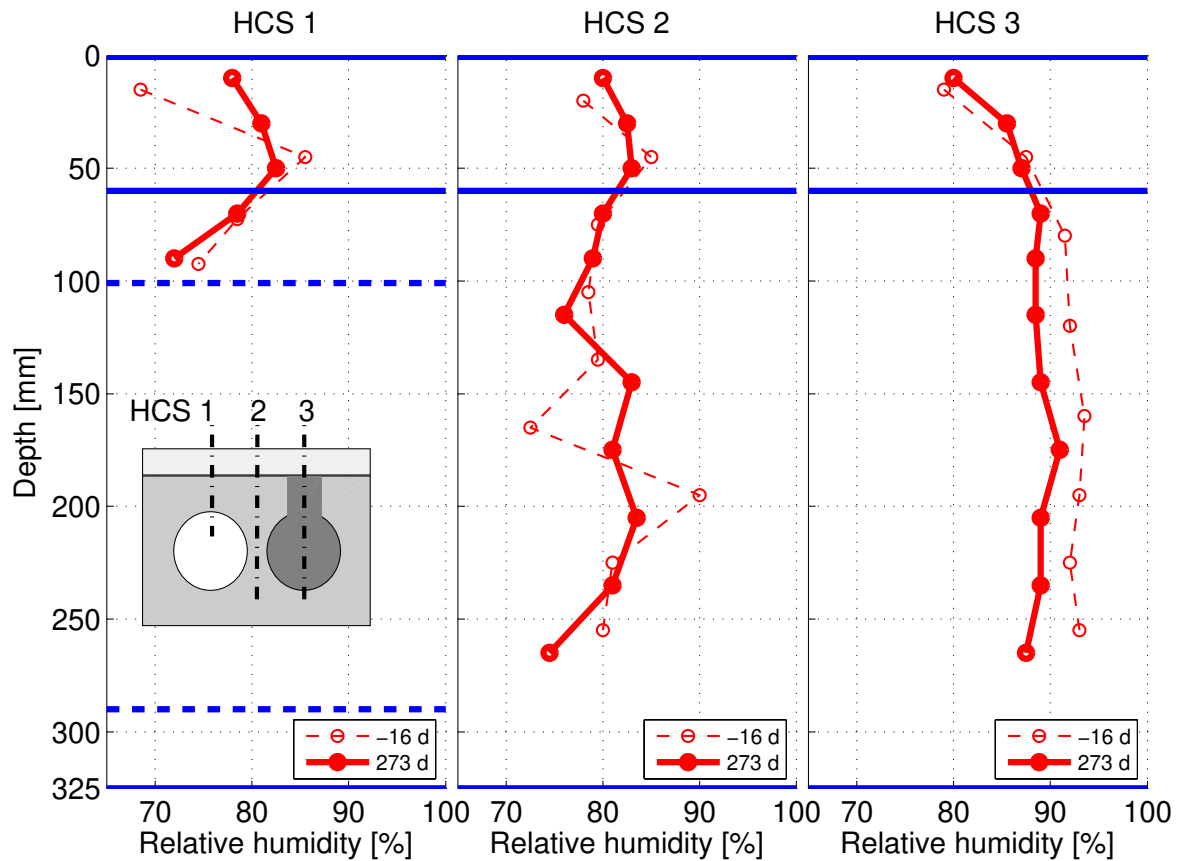 HCS 1 HCS 2 HCS 3
0
50
100
150
200
250
300
325
Depth [mm]
HCS 1 2 3
−16 d
273 d
−16 d
273 d
−16 d
273 d
70 80 90 100 70 80 90 100 70 80 90 100
Relative humidity [%] Relative humidity [%] Relative humidity [%]